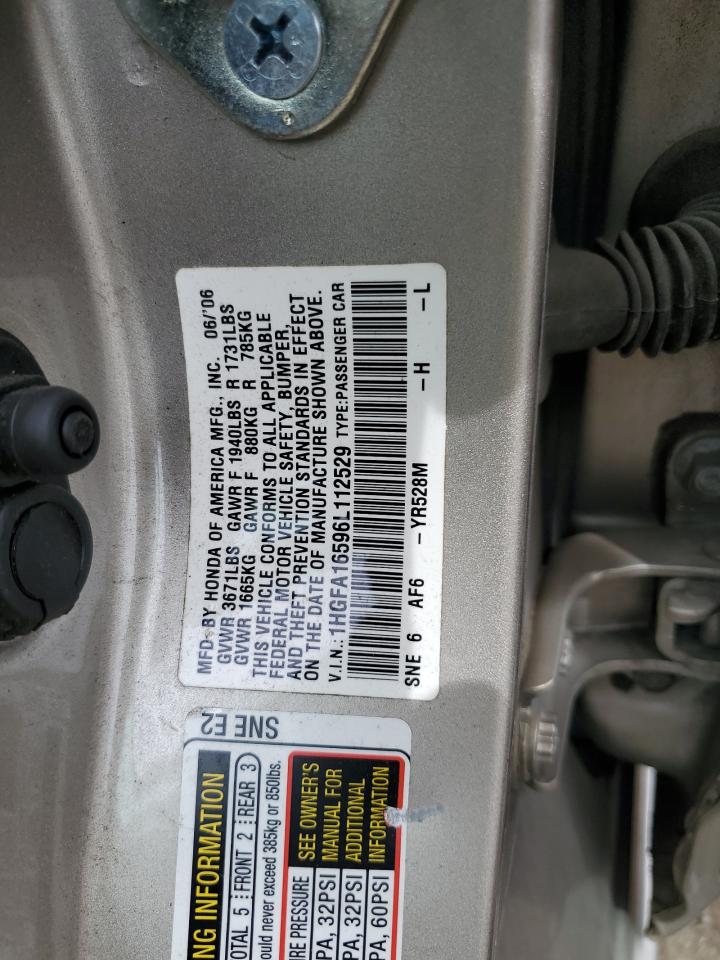 MFD. BY HONDA OF AMERICA MFG., INC. 06/'06
GVWR 3671LBS GAWR F 1940LBS R 1731LBS
GVWR 1665KG GAWR F 880KG R 785KG
THIS VEHICLE CONFORMS TO ALL APPLICABLE
FEDERAL MOTOR VEHICLE SAFETY, BUMPER,
AND THEFT PREVENTION STANDARDS IN EFFECT
ON THE DATE OF MANUFACTURE SHOWN ABOVE.
V.I.N.: 1HGFA16596L112529 TYPE:PASSENGER CAR
SNE 6 AF6 -YR528M -H -L
SNE E2
NG INFORMATION
OTAL 5 FRONT 2 REAR 3
ould never exceed 385kg or 850lbs.
RE PRESSURE
PA, 32PSI
PA, 32PSI
PA, 60PSI
SEE OWNER'S
MANUAL FOR
ADDITIONAL
INFORMATION